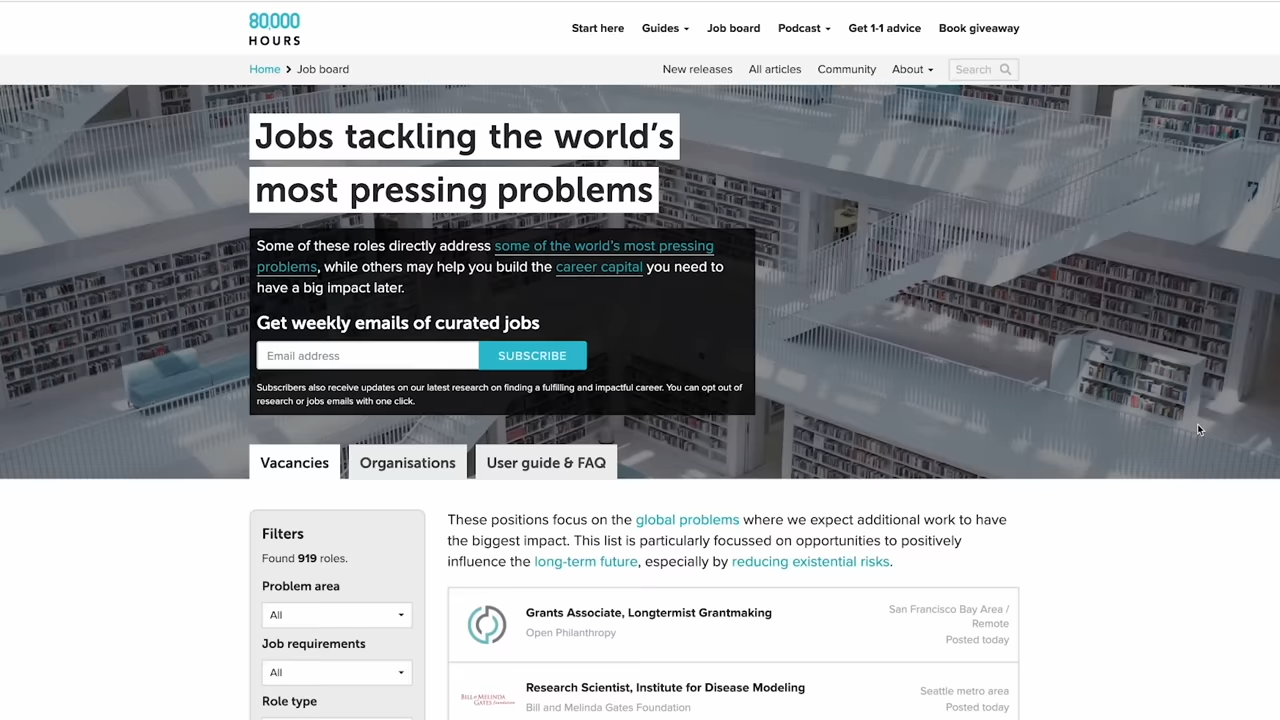 80,000
HOURS
Start here
Guides
Job board
Podcast
Get 1-1 advice
Book giveaway
Home
Job board
New releases
All articles
Community
About
Search
Jobs tackling the world's
most pressing problems
Some of these roles directly address some of the world's most pressing
problems, while others may help you build the career capital you need to
have a big impact later.
Get weekly emails of curated jobs
Email address
SUBSCRIBE
Subscribers also receive updates on our latest research on finding a fulfilling and impactful career. You can opt out of
research or jobs emails with one click.
Vacancies
Organisations
User guide & FAQ
Filters
Found 919 roles.
Problem area
All
Job requirements
All
Role type
These positions focus on the global problems where we expect additional work to have
the biggest impact. This list is particularly focussed on opportunities to positively
influence the long-term future, especially by reducing existential risks.
Grants Associate, Longtermist Grantmaking
Open Philanthropy
San Francisco Bay Area /
Remote
Posted today
BILL & MELINDA
GATES foundation
Research Scientist, Institute for Disease Modeling
Bill and Melinda Gates Foundation
Seattle metro area
Posted today